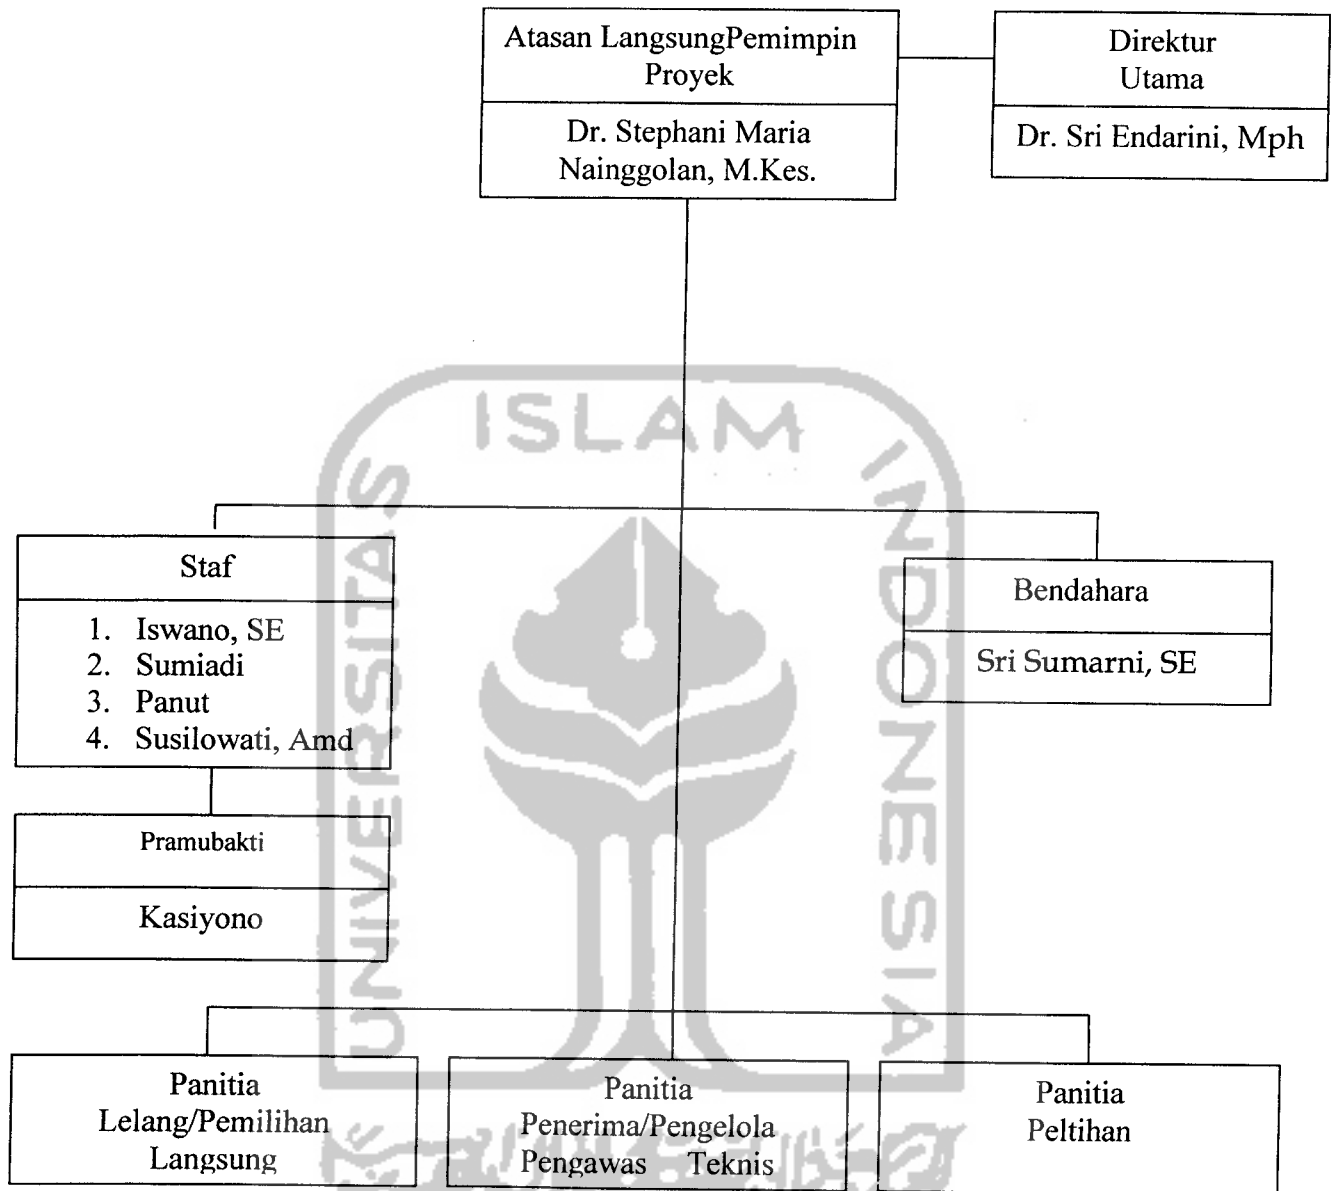 Atasan LangsungPemimpin
Proyek
Dr. Stephani Maria
Nainggolan, M.Kes.
Direktur
Utama
Dr. Sri Endarini, Mph
ISLAM
UNIVERSITAS
INDONESIA
Staf
1. Iswano, SE
2. Sumiadi
3. Panut
4. Susilowati, Amd
Bendahara
Sri Sumarni, SE
Pramubakti
Kasiyono
Panitia
Lelang/Pemilihan
Langsung
Panitia
Penerima/Pengelola
Pengawas Teknis
Panitia
Peltihan